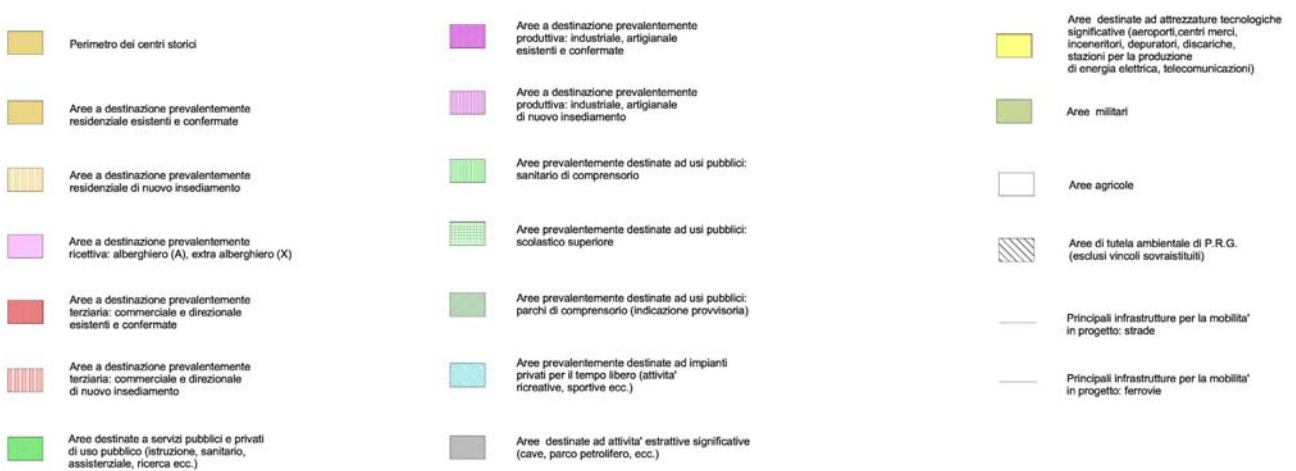 Perimetro dei centri storici
Aree a destinazione prevalentemente
residenziale esistenti e confermate
Aree a destinazione prevalentemente
residenziale di nuovo insediamento
Aree a destinazione prevalentemente
ricettiva: alberghiero (A), extra alberghiero (X)
Aree a destinazione prevalentemente
terziaria: commerciale e direzionale
esistenti e confermate
Aree a destinazione prevalentemente
terziaria: commerciale e direzionale
di nuovo insediamento
Aree destinate a servizi pubblici e privati
di uso pubblico (istruzione, sanitario,
assistenziale, ricerca ecc.)
Aree a destinazione prevalentemente
produttiva: industriale, artigianale
esistenti e confermate
Aree a destinazione prevalentemente
produttiva: industriale, artigianale
di nuovo insediamento
Aree prevalentemente destinate ad usi pubblici:
sanitario di comprensorio
Aree prevalentemente destinate ad usi pubblici:
scolastico superiore
Aree prevalentemente destinate ad usi pubblici:
parchi di comprensorio (indicazione provvisoria)
Aree prevalentemente destinate ad impianti
privati per il tempo libero (attivita'
ricreative, sportive ecc.)
Aree destinate ad attivita' estrattive significative
(cave, parco petrolifero, ecc.)
Aree destinate ad attrezzature tecnologiche
significative (aeroporti,centri merci,
inceneritori, depuratori, discariche,
stazioni per la produzione
di energia elettrica, telecomunicazioni)
Aree militari
Aree agricole
Aree di tutela ambientale di P.R.G.
(esclusi vincoli sovraistituiti)
Principali infrastrutture per la mobilita'
in progetto: strade
Principali infrastrutture per la mobilita'
in progetto: ferrovie